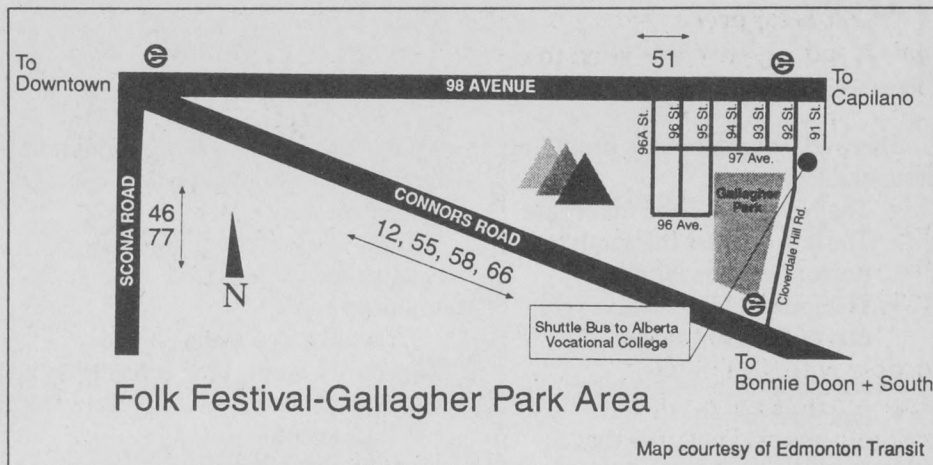 To
Downtown
51
98 AVENUE
To
Capilano
96A St.
96 St.
95 St.
94 St.
93 St.
92 St.
91 St.
97 Ave.
Gallagher
Park
96 Ave.
Cloverdale Hill Rd.
SCONA ROAD
46
77
N
CONNORS ROAD
12, 55, 58, 66
Shuttle Bus to Alberta
Vocational College
To
Bonnie Doon + South
Folk Festival-Gallagher Park Area
Map courtesy of Edmonton Transit